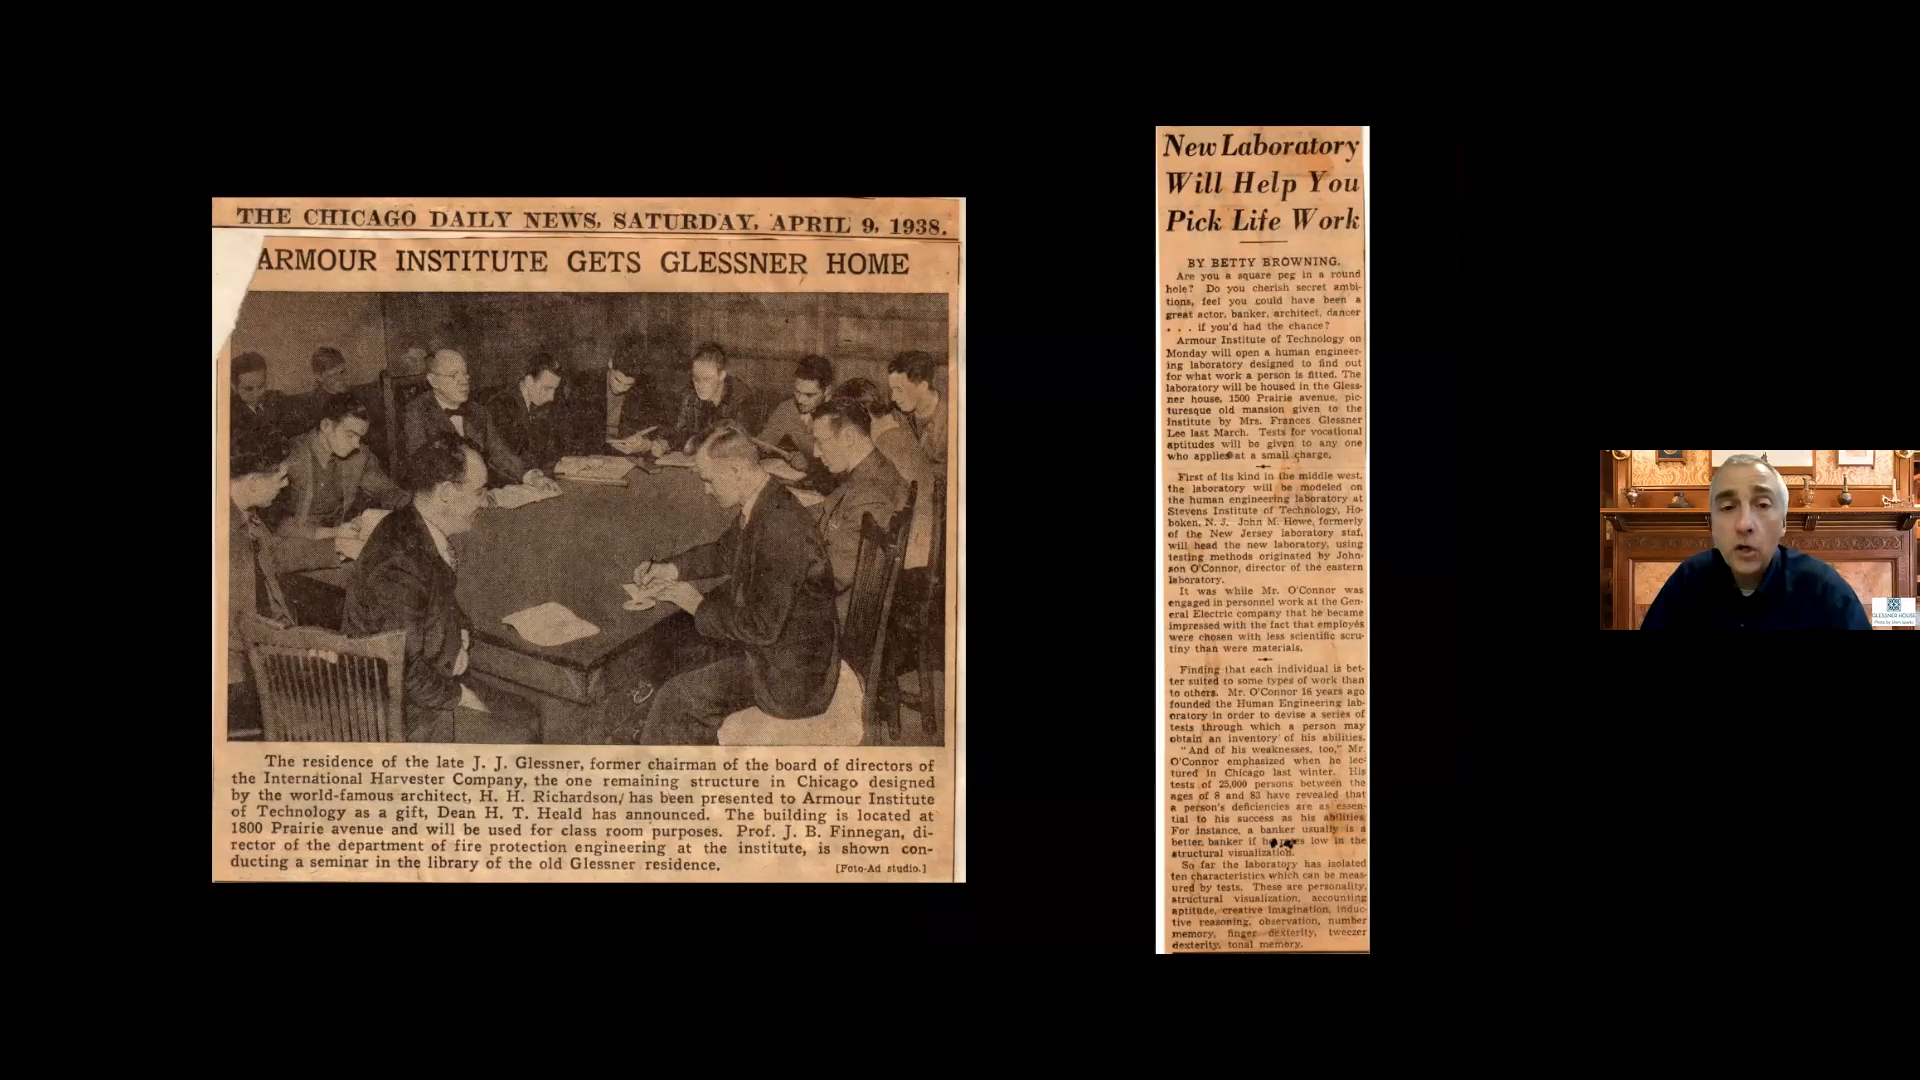 THE CHICAGO DAILY NEWS, SATURDAY, APRIL 9, 1938.
ARMOUR INSTITUTE GETS GLESSNER HOME
The residence of the late J. J. Glessner, former chairman of the board of directors of
the International Harvester Company, the one remaining structure in Chicago designed
by the world-famous architect, H. H. Richardson/ has been presented to Armour Institute
of Technology as a gift, Dean H. T. Heald has announced. The building is located at
1800 Prairie avenue and will be used for class room purposes. Prof. J. B. Finnegan, di-
rector of the department of fire protection engineering at the institute, is shown con-
ducting a seminar in the library of the old Glessner residence.
[Foto-Ad studio.]
New Laboratory
Will Help You
Pick Life Work
BY BETTY BROWNING.
Are you a square peg in a round
hole? Do you cherish secret ambi-
tions, feel you could have been a
great actor, banker, architect, dancer
. . . if you'd had the chance?
Armour Institute of Technology on
Monday will open a human engineer-
ing laboratory designed to find out
for what work a person is fitted. The
laboratory will be housed in the Gless-
ner house, 1500 Prairie avenue, pic-
turesque old mansion given to the
institute by Mrs. Frances Glessner
Lee last March. Tests for vocational
aptitudes will be given to any one
who applies at a small charge.
First of its kind in the middle west,
the laboratory will be modeled on
the human engineering laboratory at
Stevens Institute of Technology, Ho-
boken, N. J. John M. Howe, formerly
of the New Jersey laboratory staf,
will head the new laboratory, using
testing methods originated by John-
son O'Connor, director of the eastern
laboratory.
It was while Mr. O'Connor was
engaged in personnel work at the Gen-
eral Electric company that he became
impressed with the fact that employés
were chosen with less scientific scru-
tiny than were materials.
Finding that each individual is bet-
ter suited to some types of work than
to others, Mr. O'Connor 16 years ago
founded the Human Engineering lab-
oratory in order to devise a series of
tests through which a person may
obtain an inventory of his abilities.
"And of his weaknesses, too," Mr.
O'Connor emphasized when he lec-
tured in Chicago last winter. His
tests of 25,000 persons between the
ages of 8 and 83 have revealed that
a person's deficiencies are as essen-
tial to his success as his abilities.
For instance, a banker usually is a
better banker if he low in the
structural visualization.
So far the laboratory has isolated
ten characteristics which can be meas-
ured by tests. These are personality,
structural visualization, accounting
aptitude, creative imagination, induc-
tive reasoning, observation, number
memory, finger dexterity, tweezer
dexterity, tonal memory.
GLESSNER HOUSE